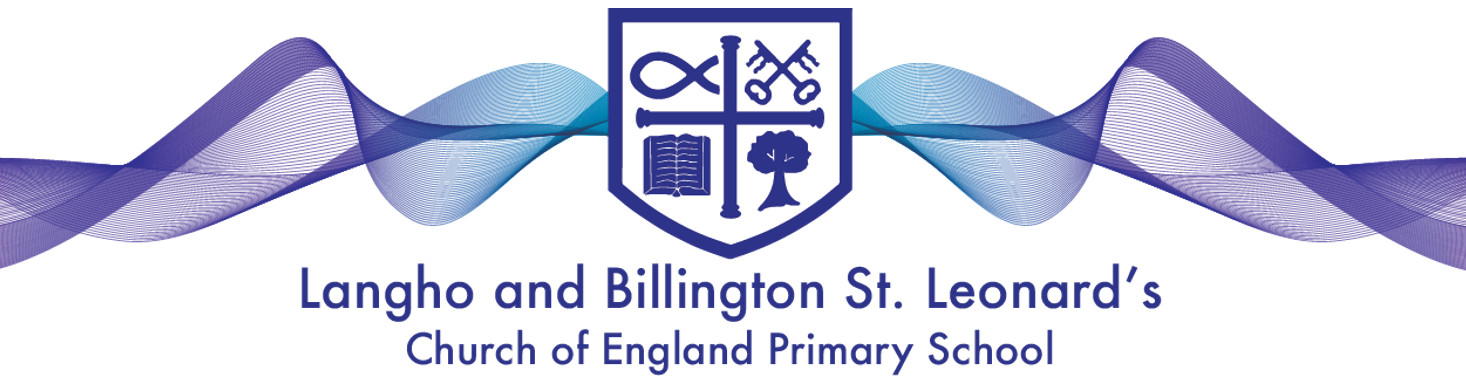 Langho and Billington St. Leonard’s
Church of England Primary School